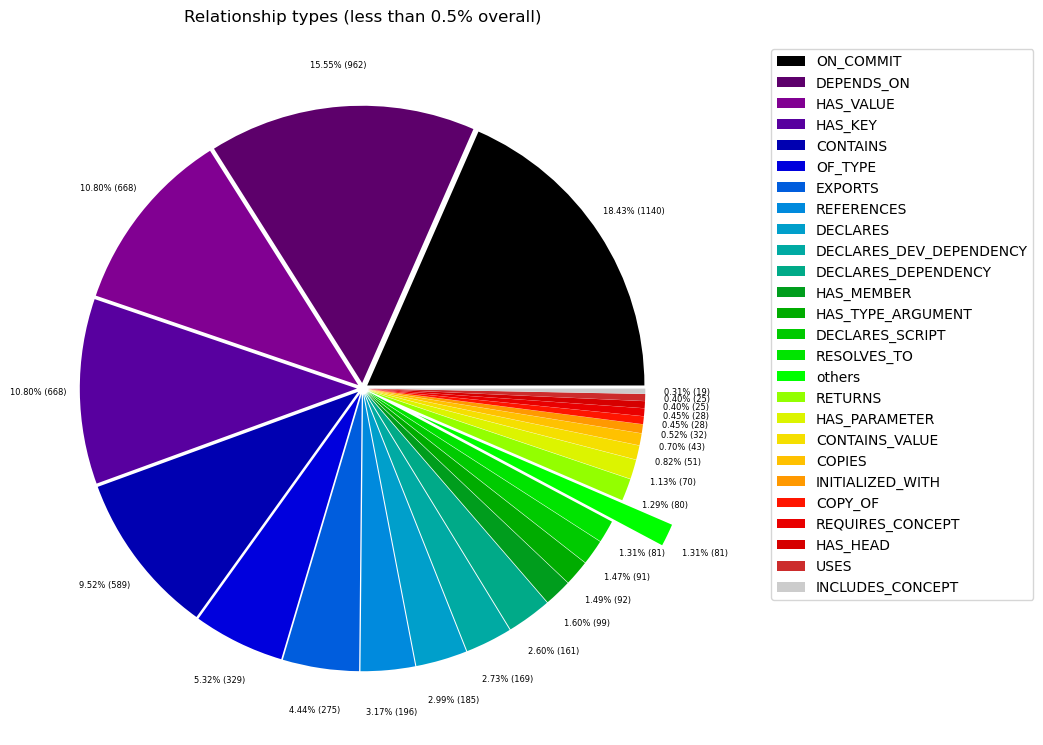 Relationship types (less than 0.5% overall)
18.43% (1140)
15.55% (962)
10.80% (668)
10.80% (668)
9.52% (589)
5.32% (329)
4.44% (275)
3.17% (196)
2.99% (185)
2.73% (169)
2.60% (161)
1.60% (99)
1.49% (92)
1.47% (91)
1.31% (81)
1.31% (81)
1.29% (80)
1.13% (70)
0.82% (51)
0.70% (43)
0.52% (32)
0.45% (28)
0.45% (28)
0.40% (25)
0.40% (25)
0.31% (19)
ON_COMMIT
DEPENDS_ON
HAS_VALUE
HAS_KEY
CONTAINS
OF_TYPE
EXPORTS
REFERENCES
DECLARES
DECLARES_DEV_DEPENDENCY
DECLARES_DEPENDENCY
HAS_MEMBER
HAS_TYPE_ARGUMENT
DECLARES_SCRIPT
RESOLVES_TO
others
RETURNS
HAS_PARAMETER
CONTAINS_VALUE
COPIES
INITIALIZED_WITH
COPY_OF
REQUIRES_CONCEPT
HAS_HEAD
USES
INCLUDES_CONCEPT